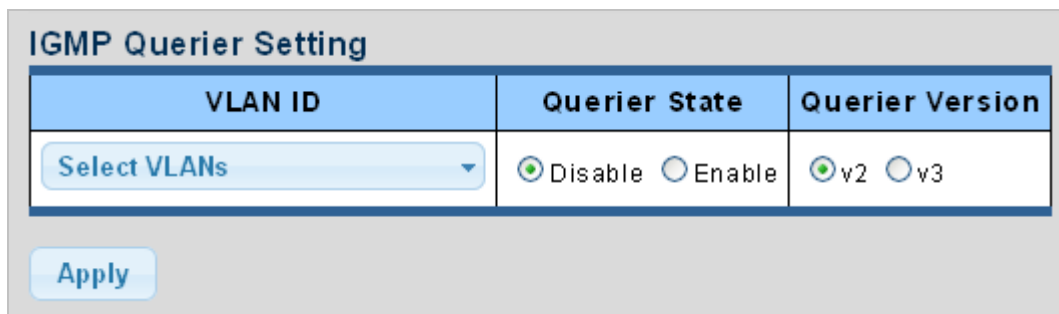 IGMP Querier Setting
VLAN ID Querier State Querier Version
Select VLANs Disable Enable v2 v3
Apply